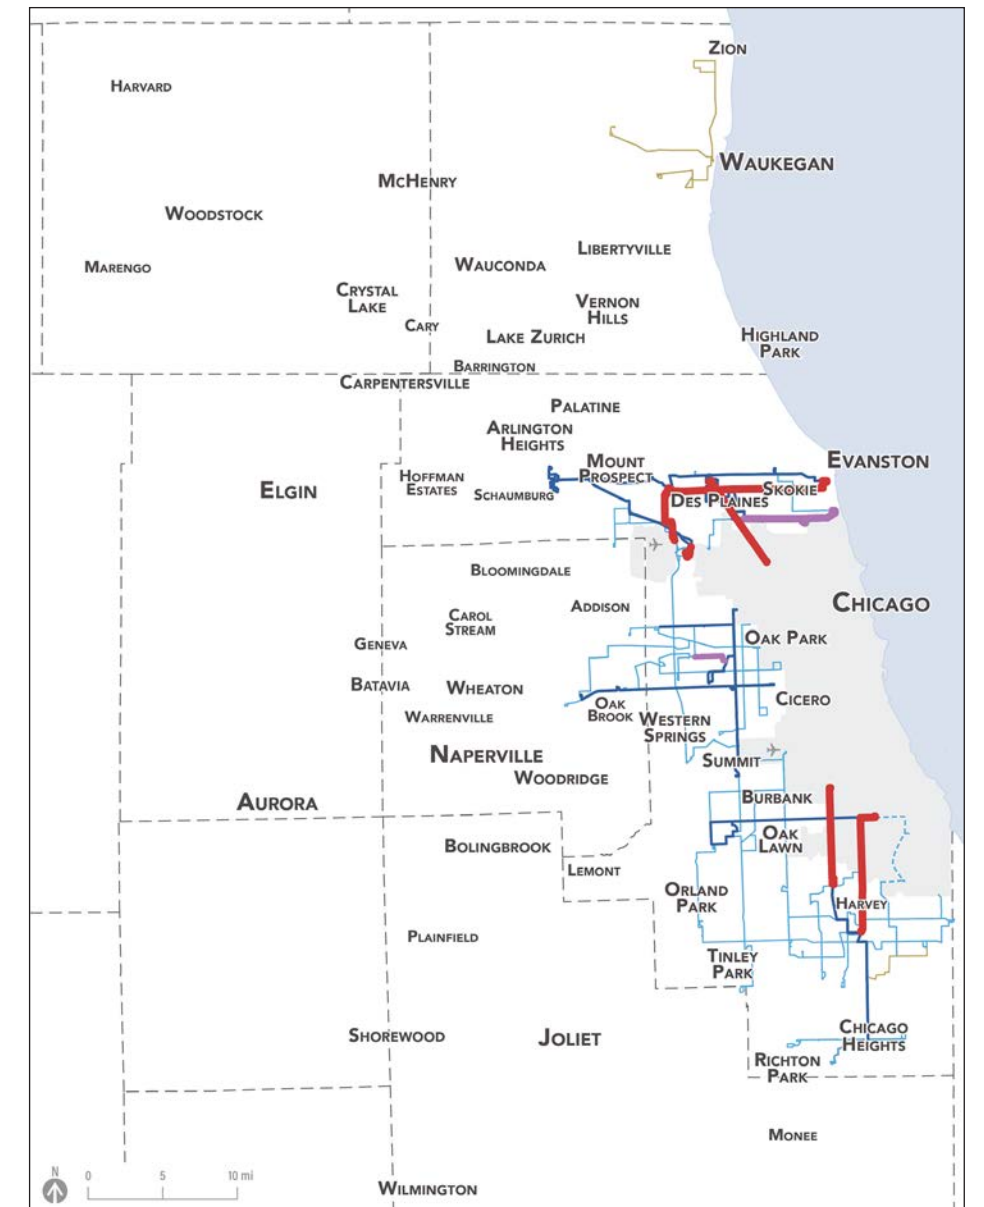 Zion
Harvard
Waukegan
McHenry
Woodstock
Libertyville
Wauconda
Marengo
Crystal
Lake
Vernon
Hills
Cary
Lake Zurich
Highland
Park
Barrington
Carpentersville
Palatine
Arlington
Heights
Evanston
Mount
Prospect
Hoffman
Estates
Elgin
Schaumburg
Skokie
Des Plaines
Bloomingdale
Addison
Chicago
Carol
Stream
Oak Park
Geneva
Batavia
Wheaton
Cicero
Oak
Brook
Warrenville
Western
Springs
Naperville
Summit
Woodridge
Burbank
Aurora
Oak
Lawn
Bolingbrook
Lemont
Orland
Park
Harvey
Plainfield
Tinley
Park
Shorewood
Joliet
Chicago
Heights
Richton
Park
Monee
N
0 5 10 mi
Wilmington